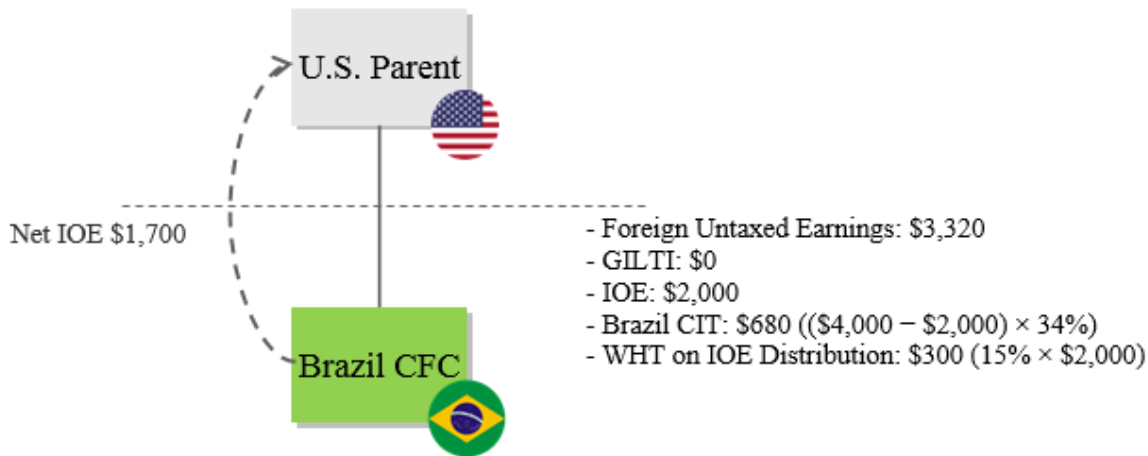 U.S. Parent
Net IOE $1,700
- Foreign Untaxed Earnings: $3,320
- GILTI: $0
- IOE: $2,000
- Brazil CIT: $680 (($4,000 − $2,000) × 34%)
- WHT on IOE Distribution: $300 (15% × $2,000)
Brazil CFC